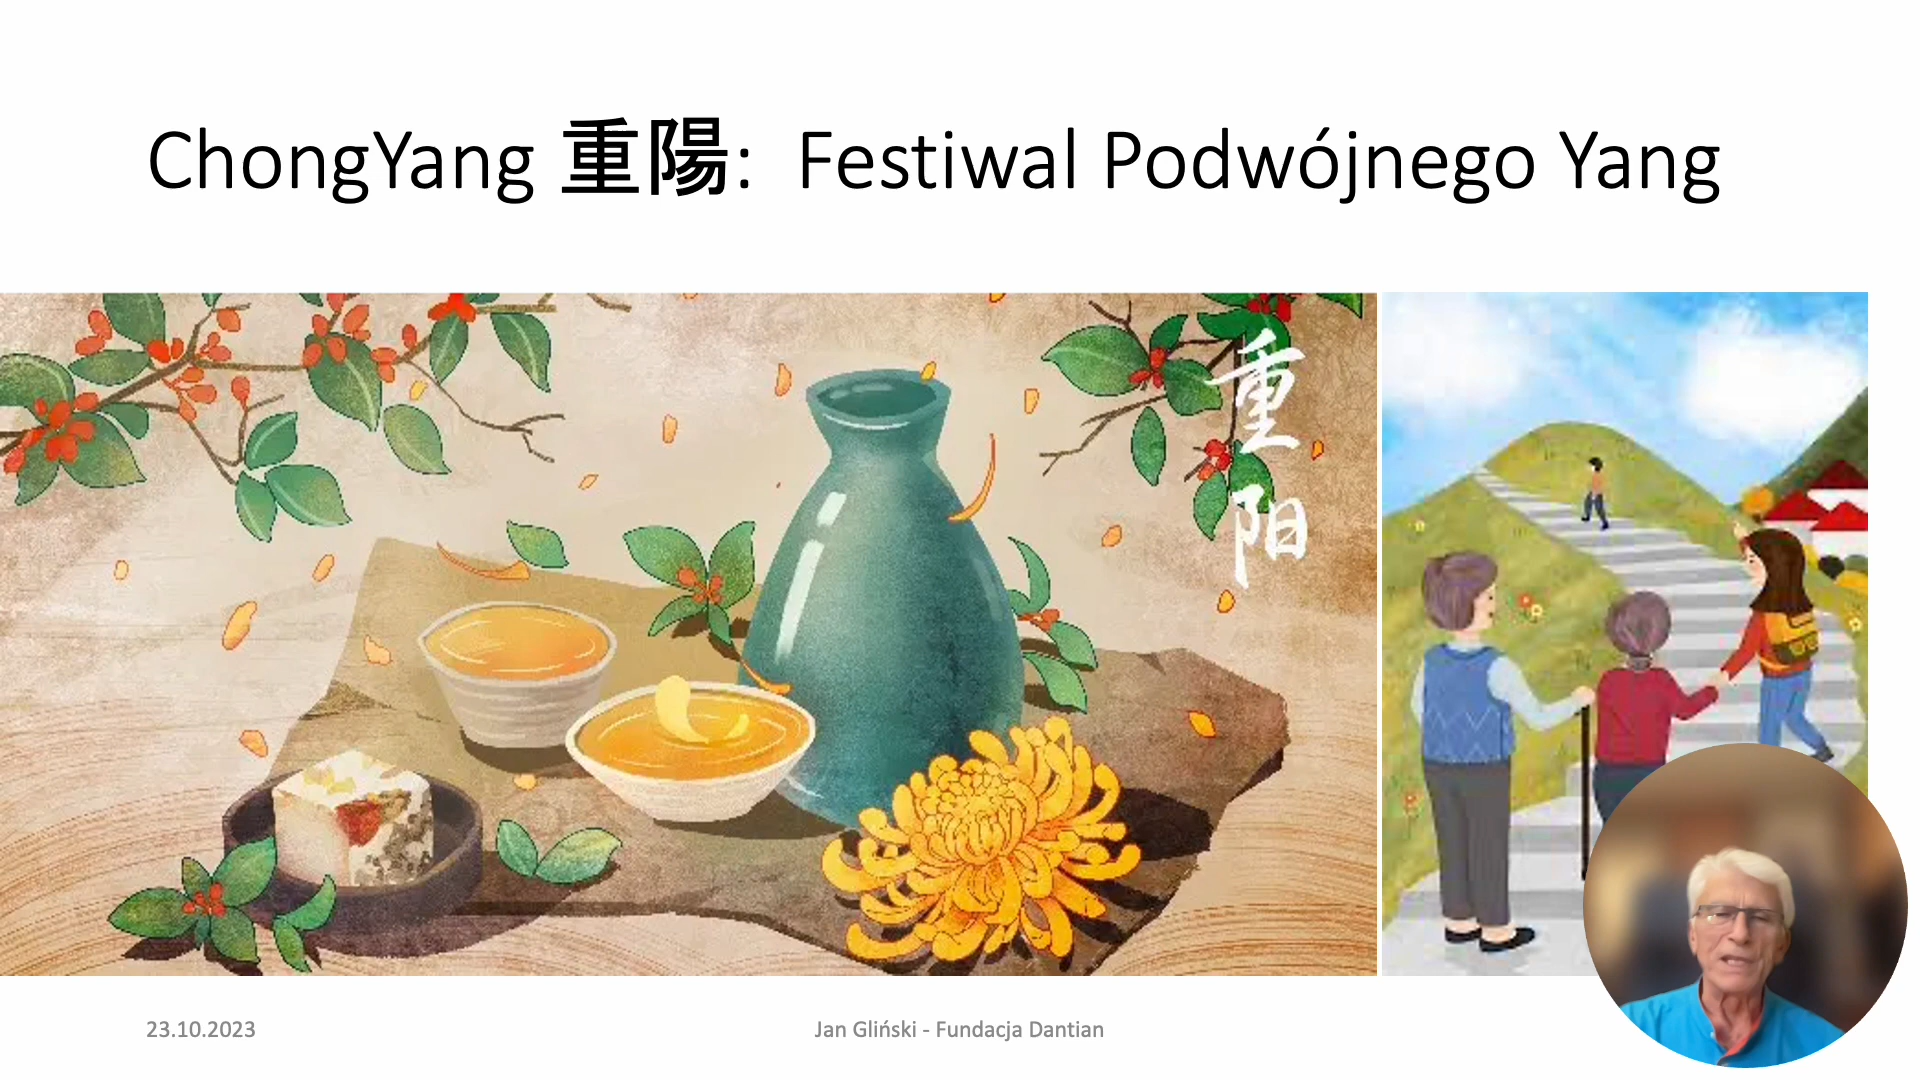 ChongYang 重陽: Festiwal Podwójnego Yang
重
阳
23.10.2023
Jan Gliński - Fundacja Dantian